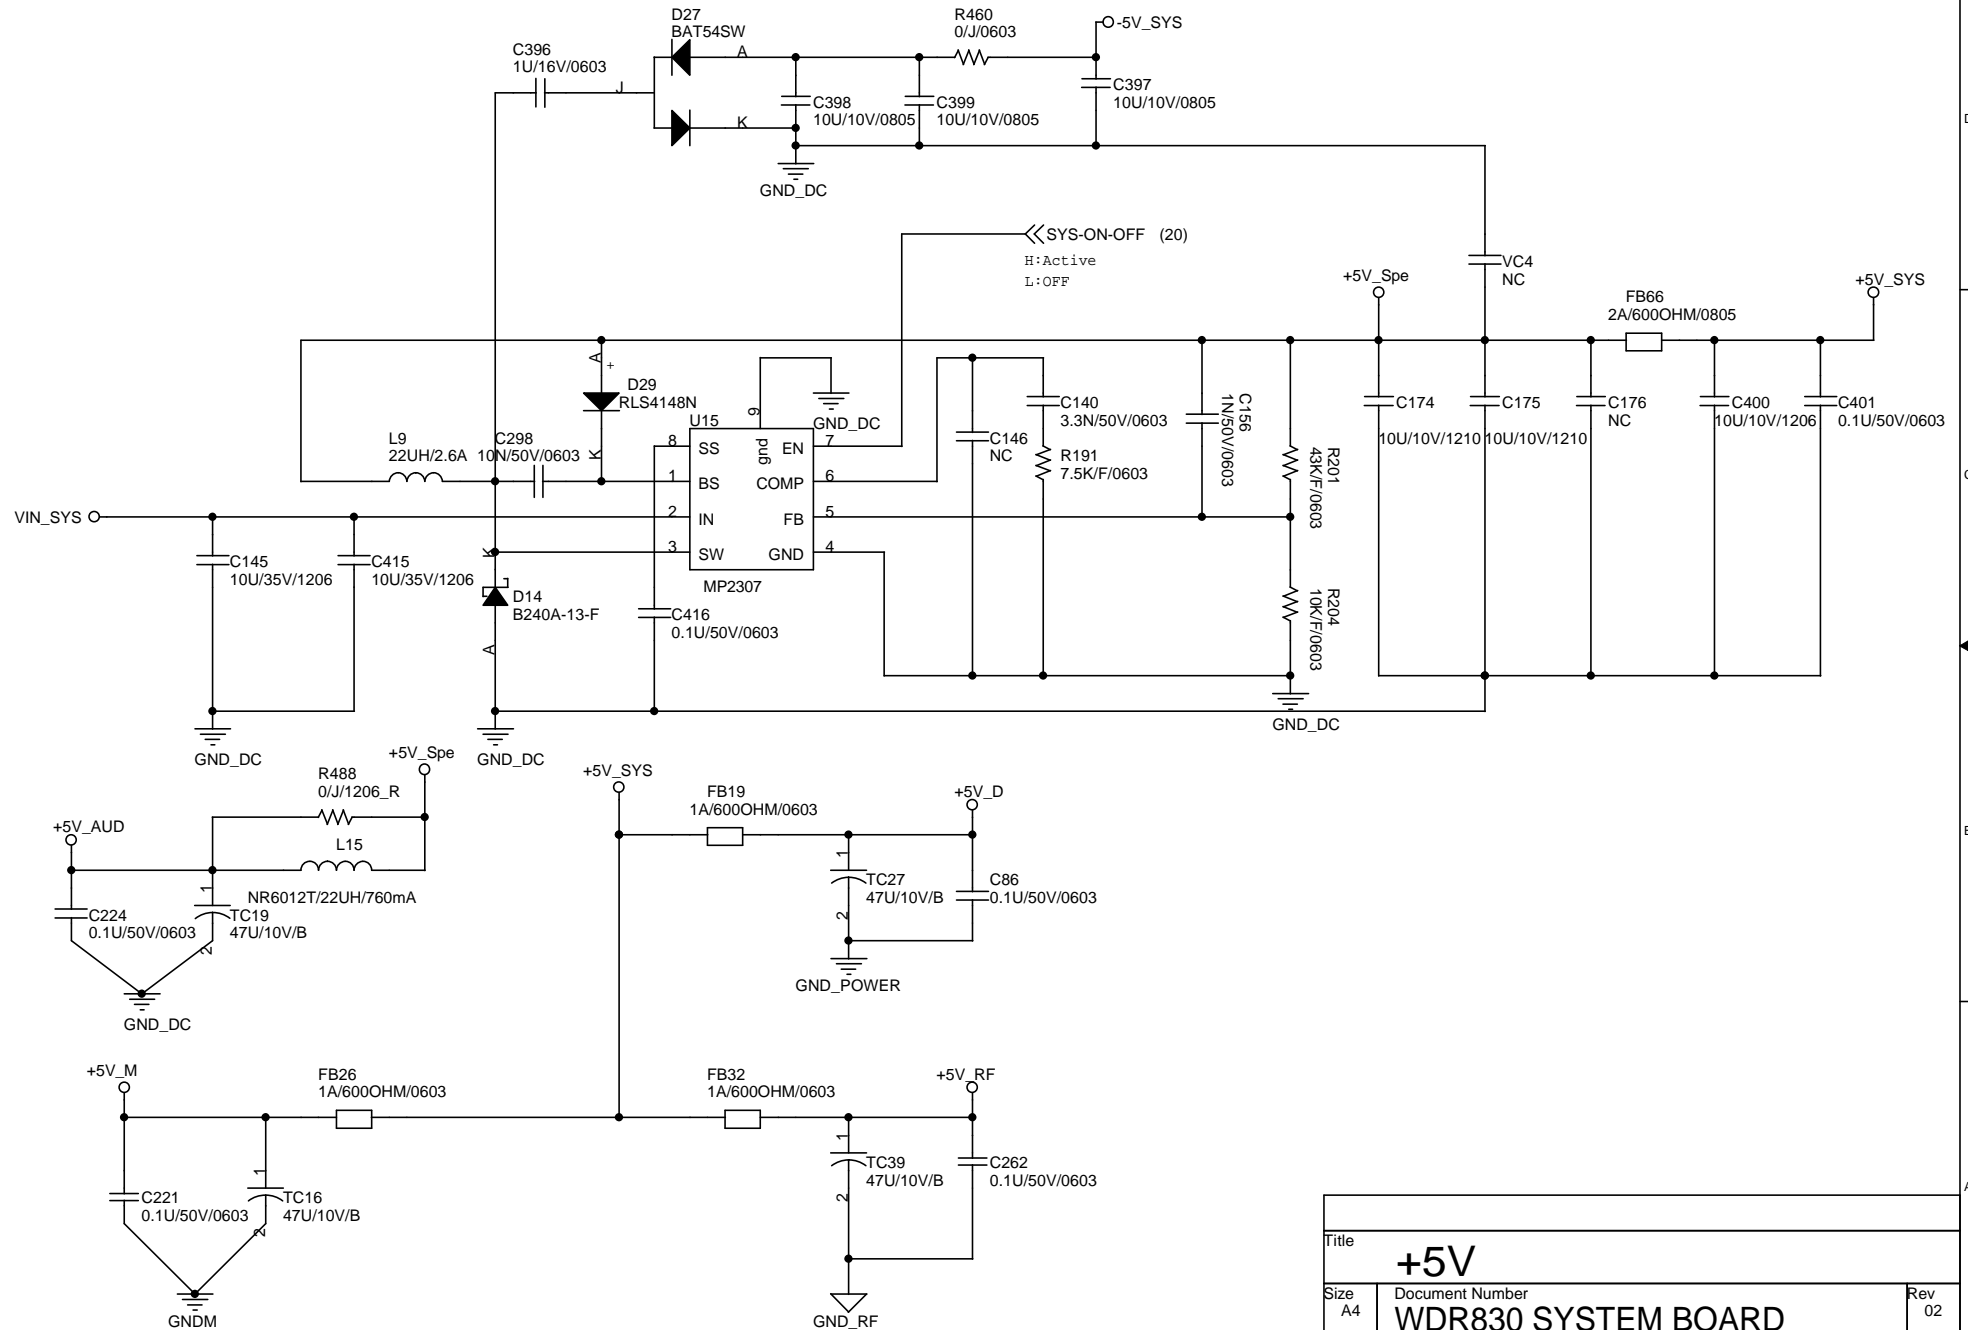 D27
BAT54SW
R460
0/J/0603
-5V_SYS
C396
1U/16V/0603
A
J
K
C398
10U/10V/0805
C399
10U/10V/0805
C397
10U/10V/0805
D
GND_DC
SYS-ON-OFF (20)
H:Active
L:OFF
VC4
NC
+5V_Spe
+5V_SYS
FB66
2A/600OHM/0805
A
+
D29
RLS4148N
K
GND_DC
9
U15
L9
22UH/2.6A
C298
10N/50V/0603
8
SS
gnd
EN
7
1
BS
COMP
6
2
IN
FB
5
3
SW
GND
4
MP2307
C146
NC
C140
3.3N/50V/0603
R191
7.5K/F/0603
C156
1N/50V/0603
R201
43K/F/0603
R204
10K/F/0603
C174
10U/10V/1210
C175
10U/10V/1210
C176
NC
C400
10U/10V/1206
C401
0.1U/50V/0603
C
VIN_SYS
C145
10U/35V/1206
C415
10U/35V/1206
K
D14
B240A-13-F
A
C416
0.1U/50V/0603
GND_DC
GND_DC
GND_DC
+5V_Spe
R488
0/J/1206_R
+5V_AUD
L15
NR6012T/22UH/760mA
C224
0.1U/50V/0603
1
TC19
47U/10V/B
2
GND_DC
+5V_SYS
FB19
1A/600OHM/0603
+5V_D
1
TC27
47U/10V/B
2
C86
0.1U/50V/0603
GND_POWER
B
+5V_M
FB26
1A/600OHM/0603
FB32
1A/600OHM/0603
+5V_RF
C221
0.1U/50V/0603
1
TC16
47U/10V/B
2
GNDM
1
TC39
47U/10V/B
2
C262
0.1U/50V/0603
GND_RF
A
Title
+5V
Size
A4
Document Number
WDR830 SYSTEM BOARD
Rev
02